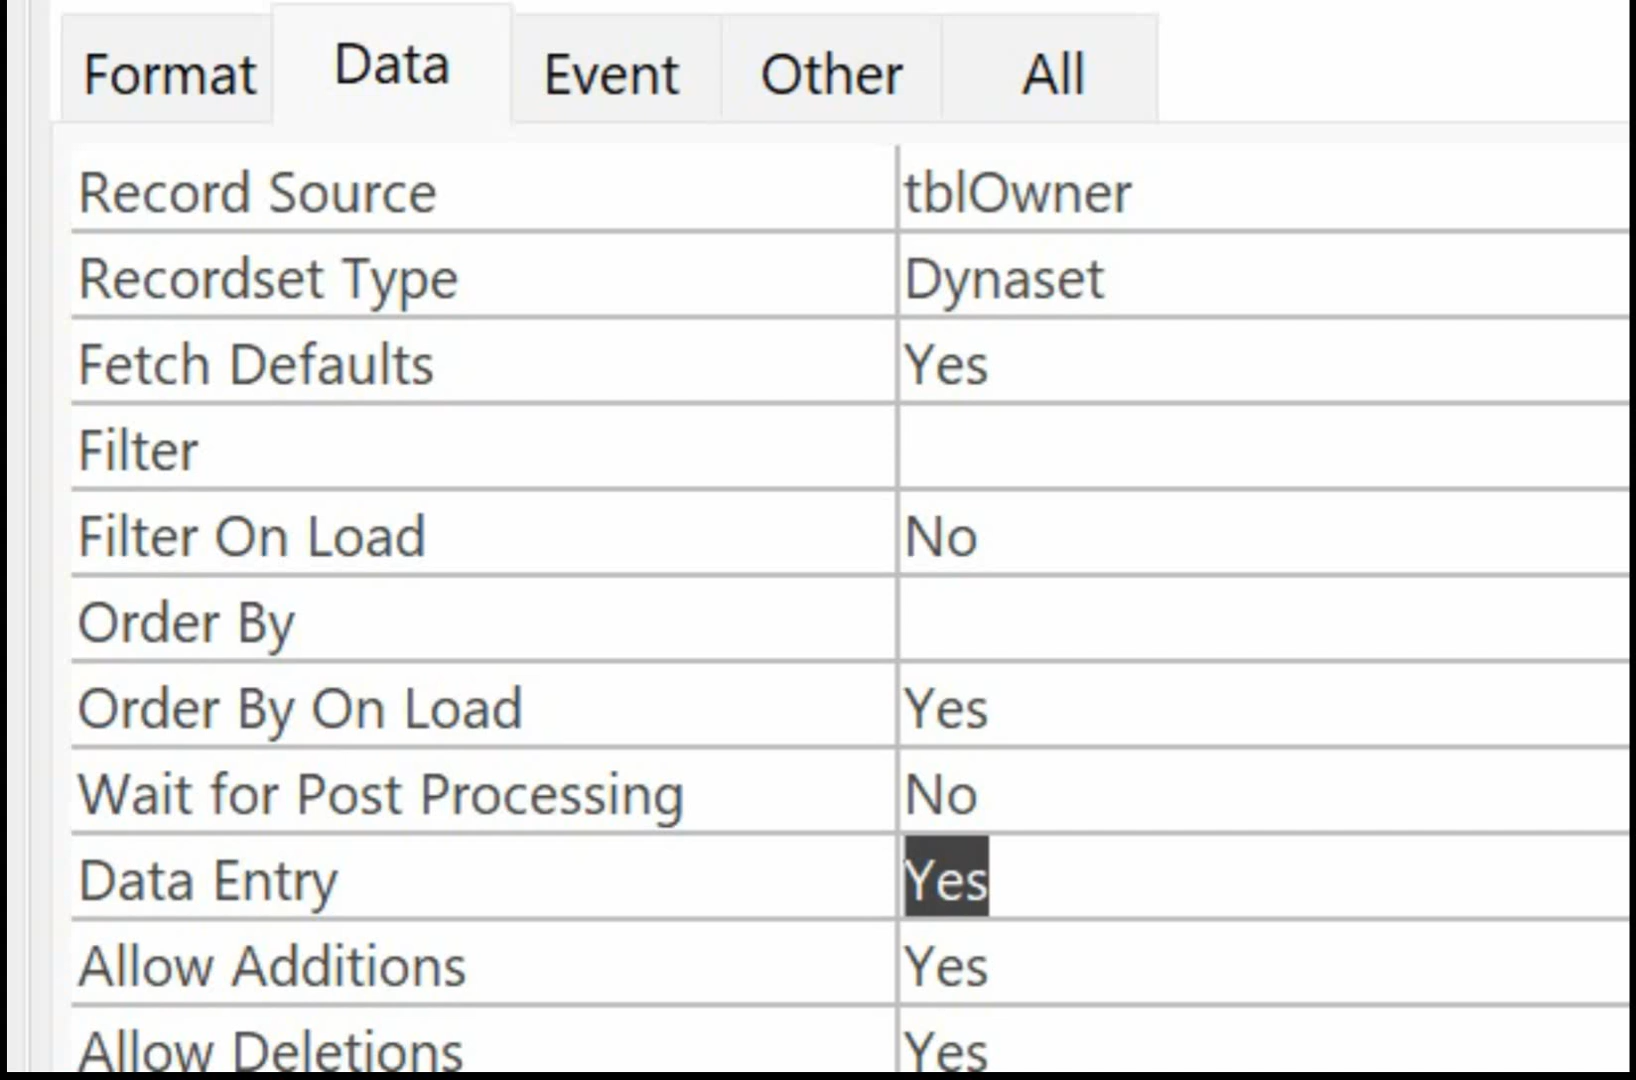 Format Data Event Other All
Record Source tblOwner
Recordset Type Dynaset
Fetch Defaults Yes
Filter
Filter On Load No
Order By
Order By On Load Yes
Wait for Post Processing No
Data Entry Yes
Allow Additions Yes
Allow Deletions Yes